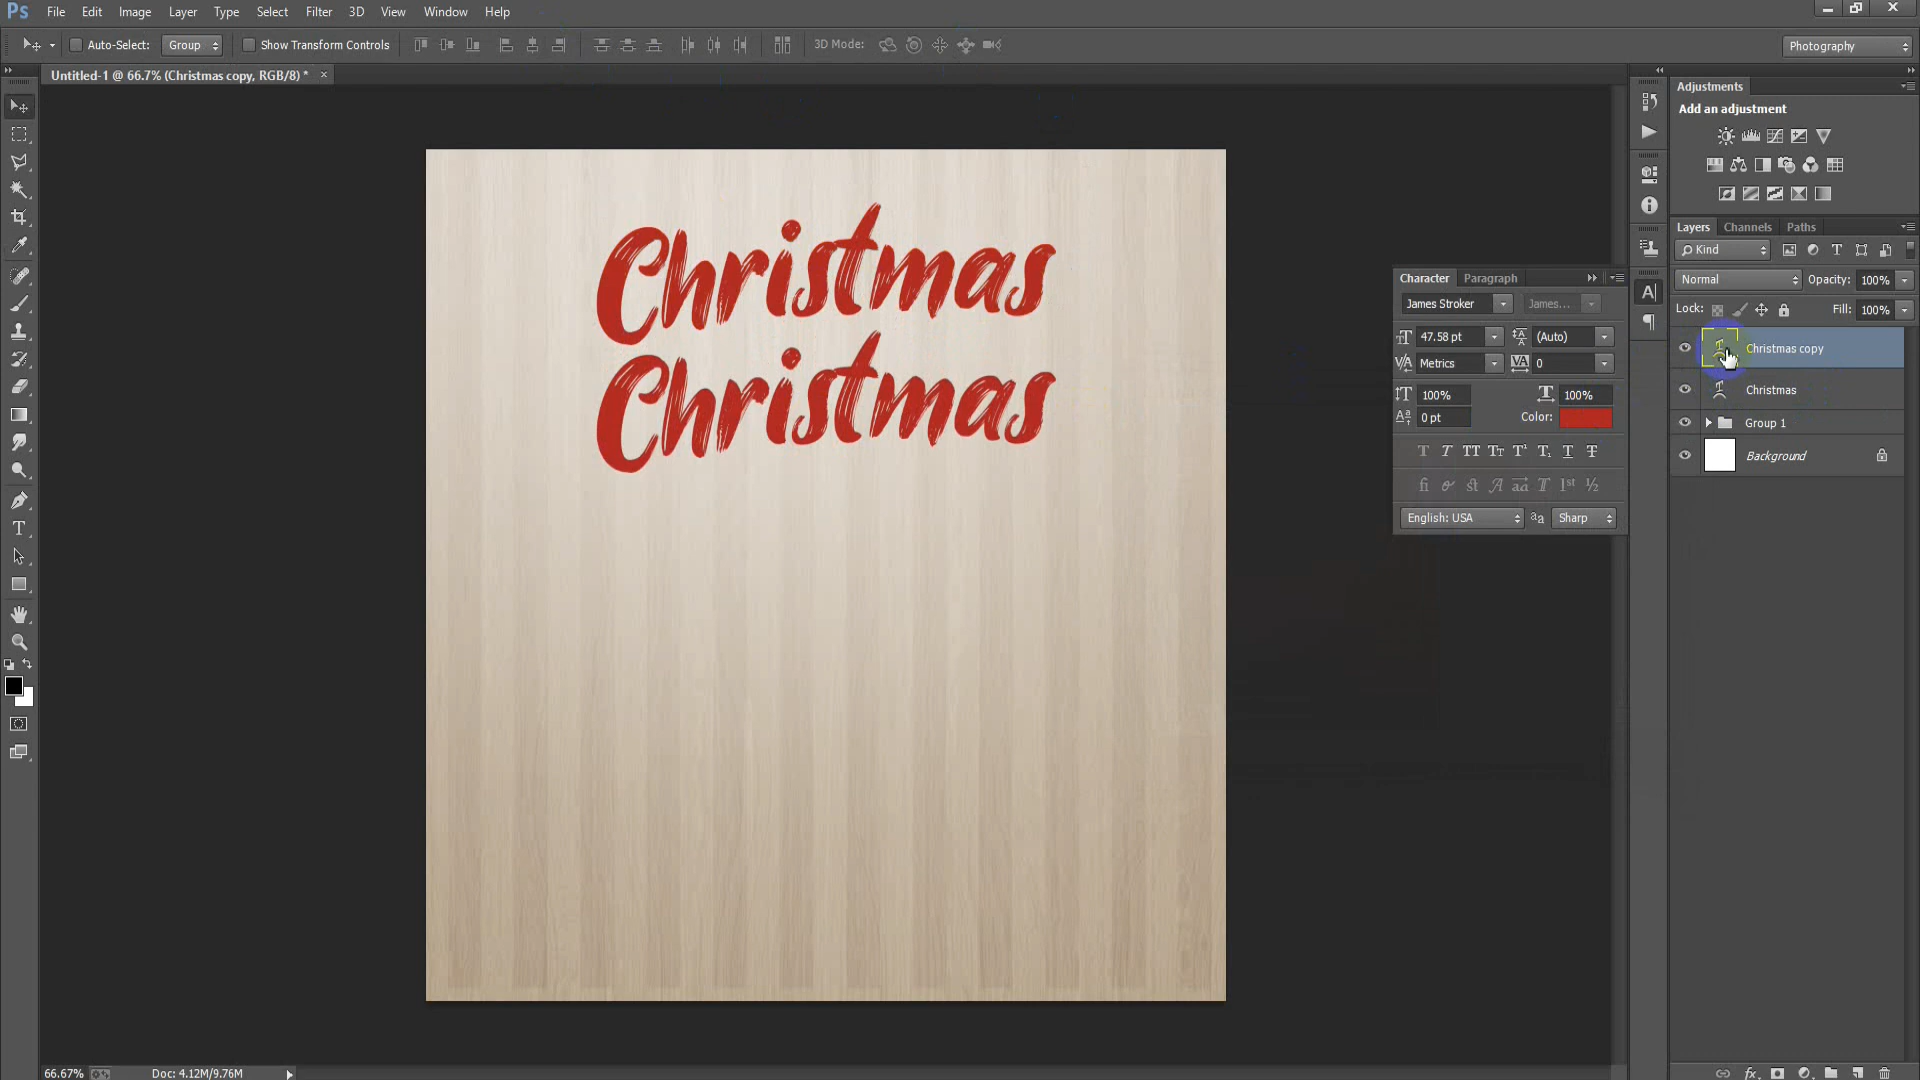 Ps File Edit Image Layer Type Select Filter 3D View Window Help
Auto-Select: Group Show Transform Controls 3D Mode: Photography
Untitled-1 @ 66.7% (Christmas copy, RGB/8) * ×
Adjustments
Add an adjustment
Layers Channels Paths
Kind
Normal Opacity: 100%
Lock: Fill: 100%
Christmas copy
Christmas
Group 1
Background
Character Paragraph
James Stroker James...
47.58 pt (Auto)
Metrics 0
100% 100%
0 pt Color:
English: USA Sharp
Christmas
Christmas
66.67% Doc: 4.12M/9.76M